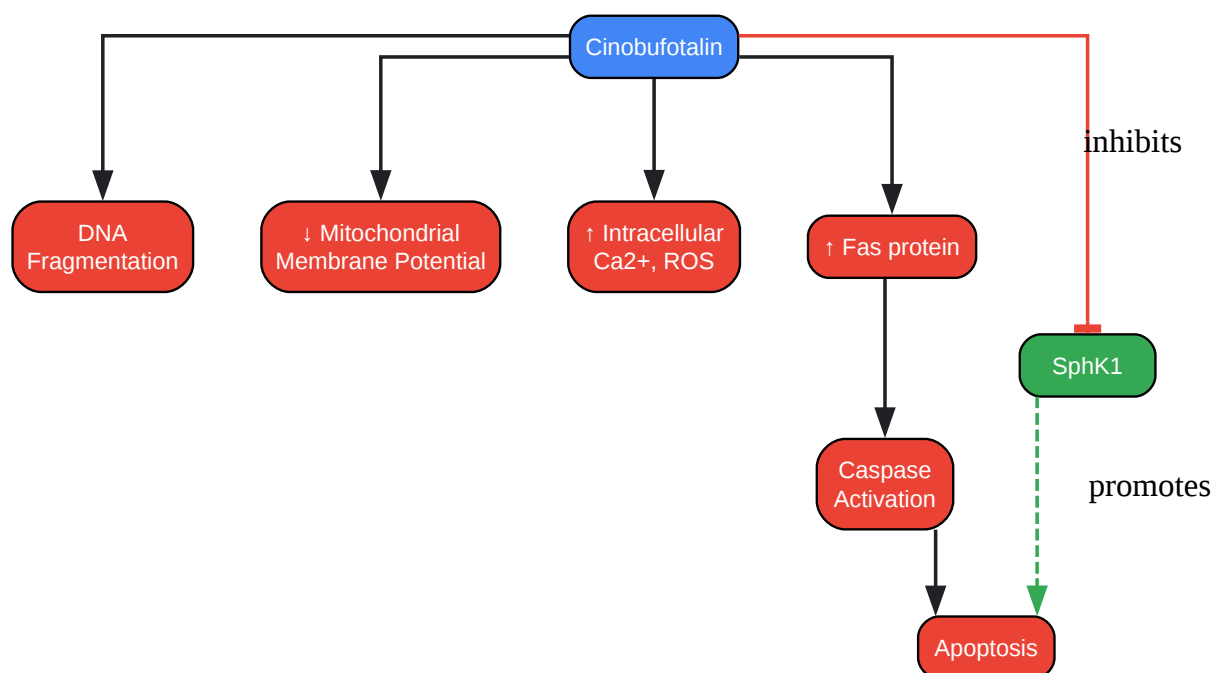 Cinobufotalin
inhibits
DNA
Fragmentation
↓ Mitochondrial
Membrane Potential
↑ Intracellular
Ca2+, ROS
↑ Fas protein
SphK1
Caspase
Activation
promotes
Apoptosis